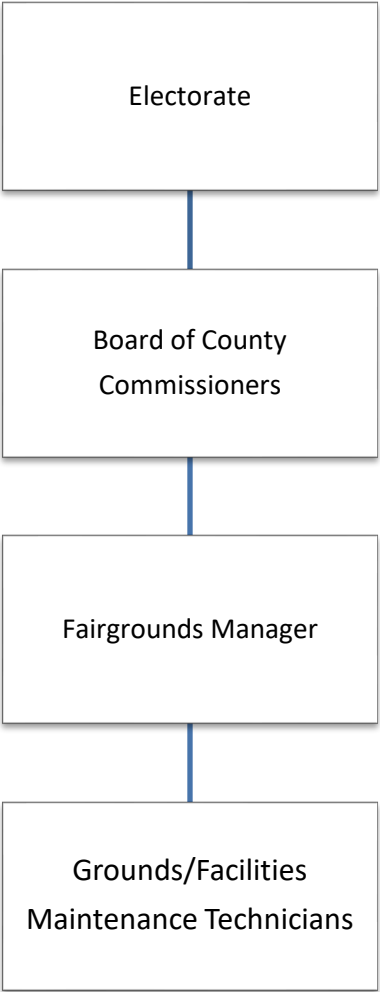 Electorate
Board of County
Commissioners
Fairgrounds Manager
Grounds/Facilities
Maintenance Technicians